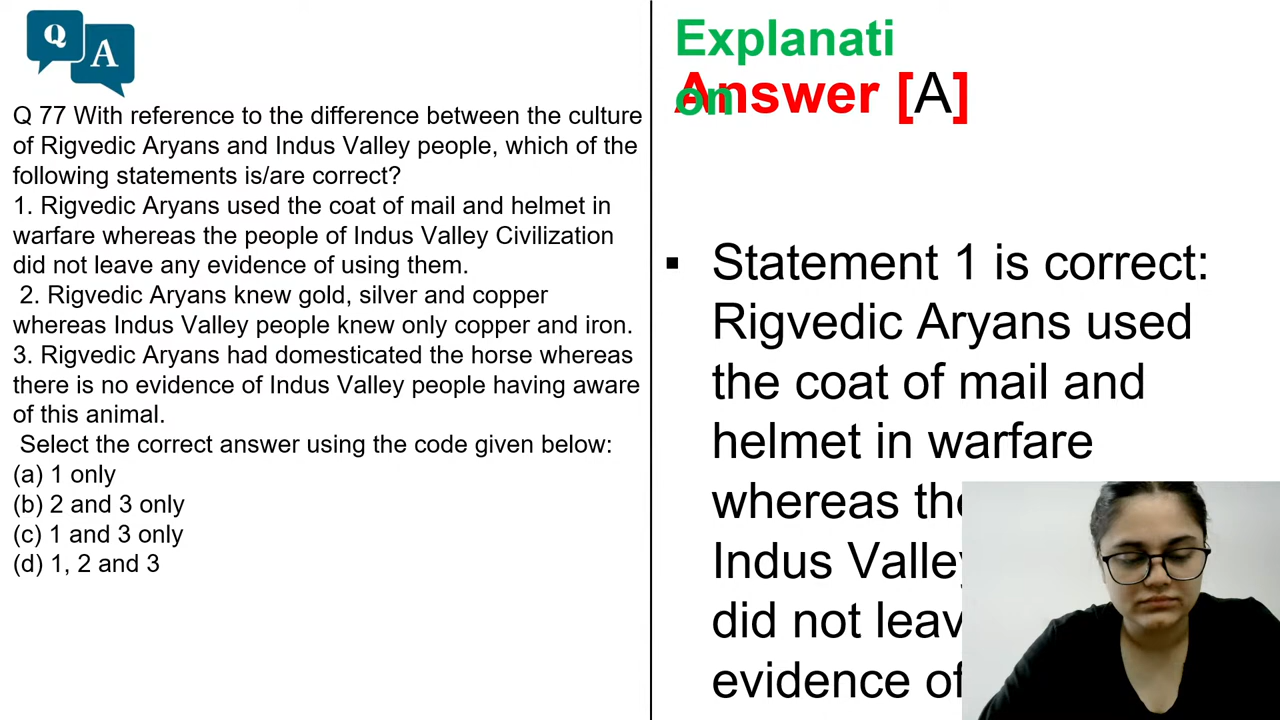 Q
A
Q 77 With reference to the difference between the culture
of Rigvedic Aryans and Indus Valley people, which of the
following statements is/are correct?
1. Rigvedic Aryans used the coat of mail and helmet in
warfare whereas the people of Indus Valley Civilization
did not leave any evidence of using them.
2. Rigvedic Aryans knew gold, silver and copper
whereas Indus Valley people knew only copper and iron.
3. Rigvedic Aryans had domesticated the horse whereas
there is no evidence of Indus Valley people having aware
of this animal.
Select the correct answer using the code given below:
(a) 1 only
(b) 2 and 3 only
(c) 1 and 3 only
(d) 1, 2 and 3
Explanati
on
Answer [A]
▪ Statement 1 is correct:
Rigvedic Aryans used
the coat of mail and
helmet in warfare
whereas
Indus
did not
evidence